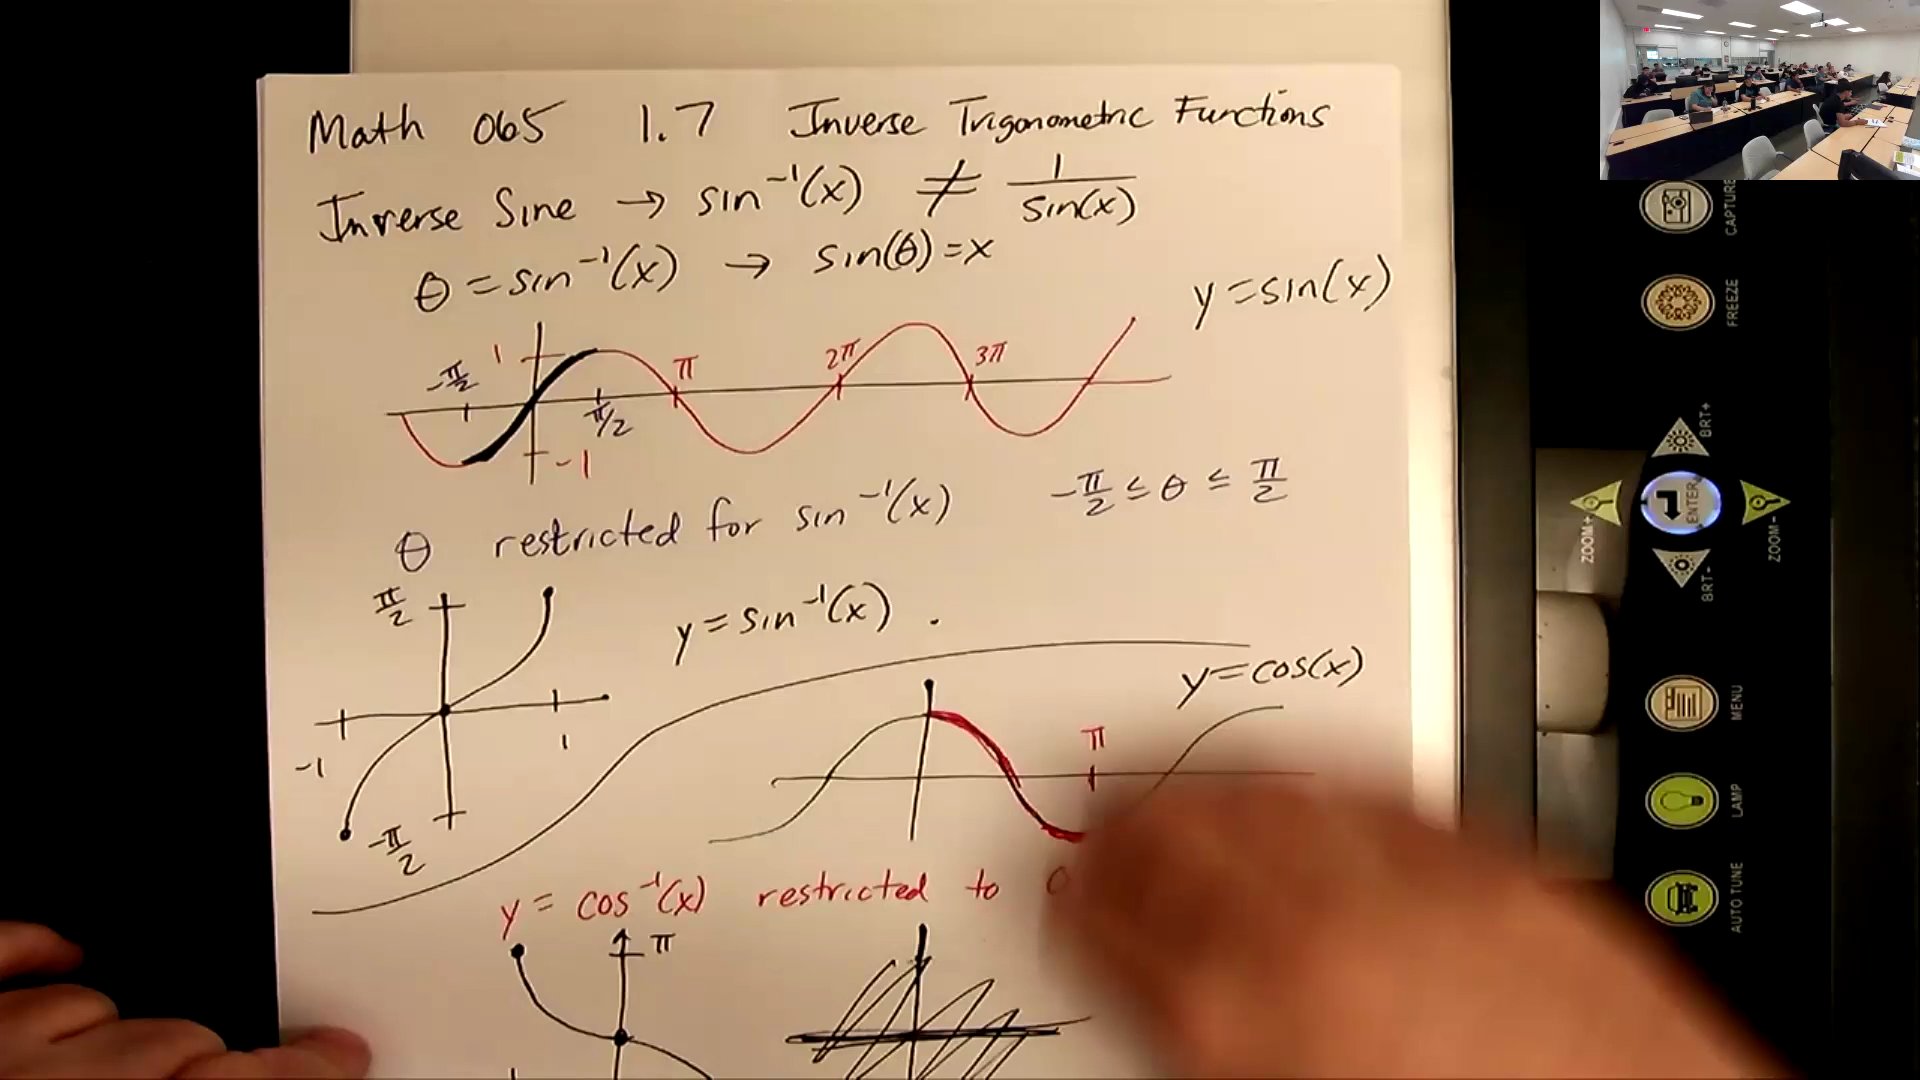 Math 065 1.7 Inverse Trigonometric Functions
Inverse Sine → sin⁻¹(x) ≠ 1/sin(x)
θ = sin⁻¹(x) → sin(θ) = x
y = sin(x)
-π/2 1 π 2π 3π
π/2
-1
θ restricted for sin⁻¹(x) -π/2 ≤ θ ≤ π/2
π/2
y = sin⁻¹(x) .
y = cos(x)
-1 1
π
-π/2
y = cos⁻¹(x) restricted to 0
π
CAPTURE
FREEZE
BRT+
ZOOM+
ENTER
ZOOM-
BRT-
MENU
LAMP
AUTO TUNE